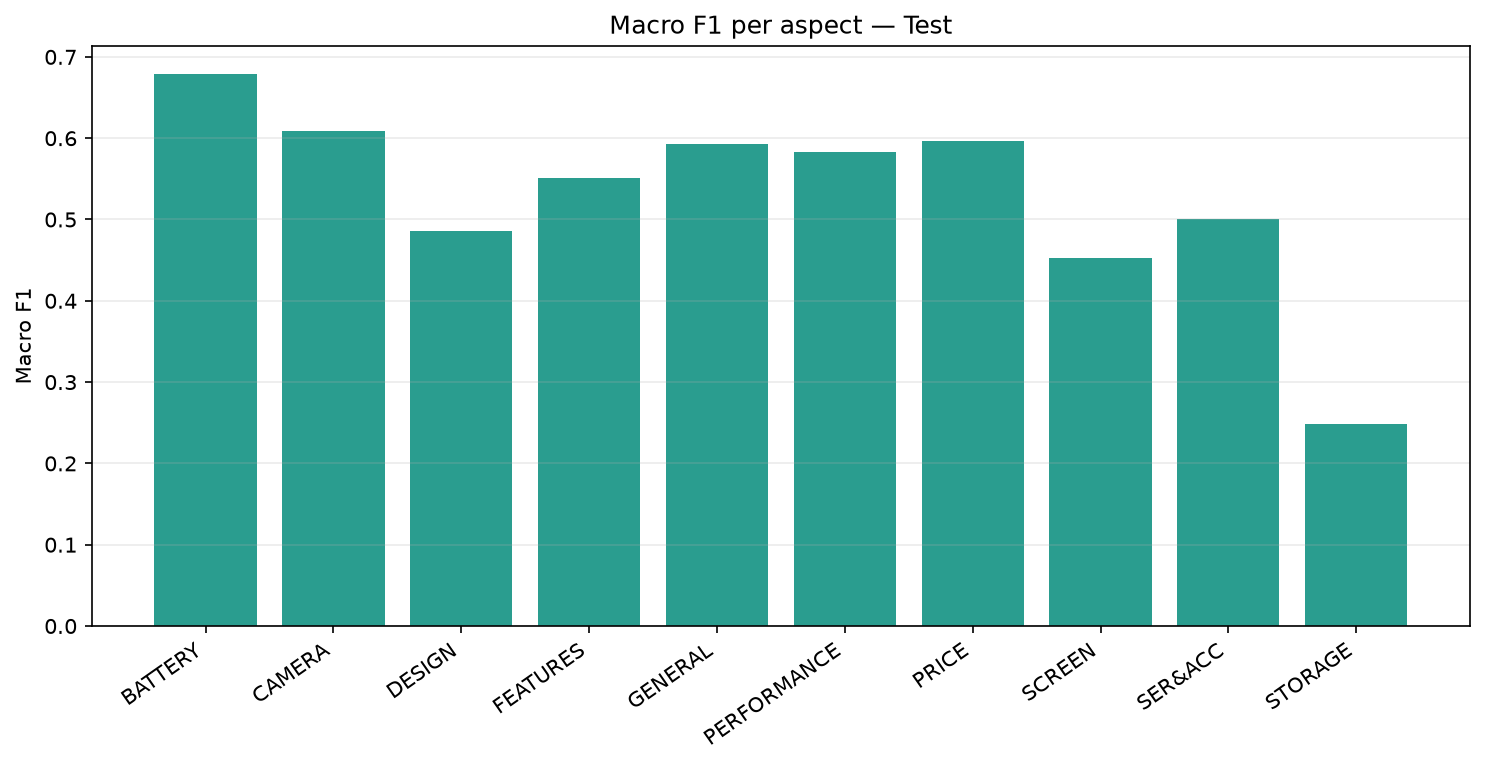 Macro F1 per aspect — Test
Macro F1
0.7
0.6
0.5
0.4
0.3
0.2
0.1
0.0
BATTERY
CAMERA
DESIGN
FEATURES
GENERAL
PERFORMANCE
PRICE
SCREEN
SER&ACC
STORAGE